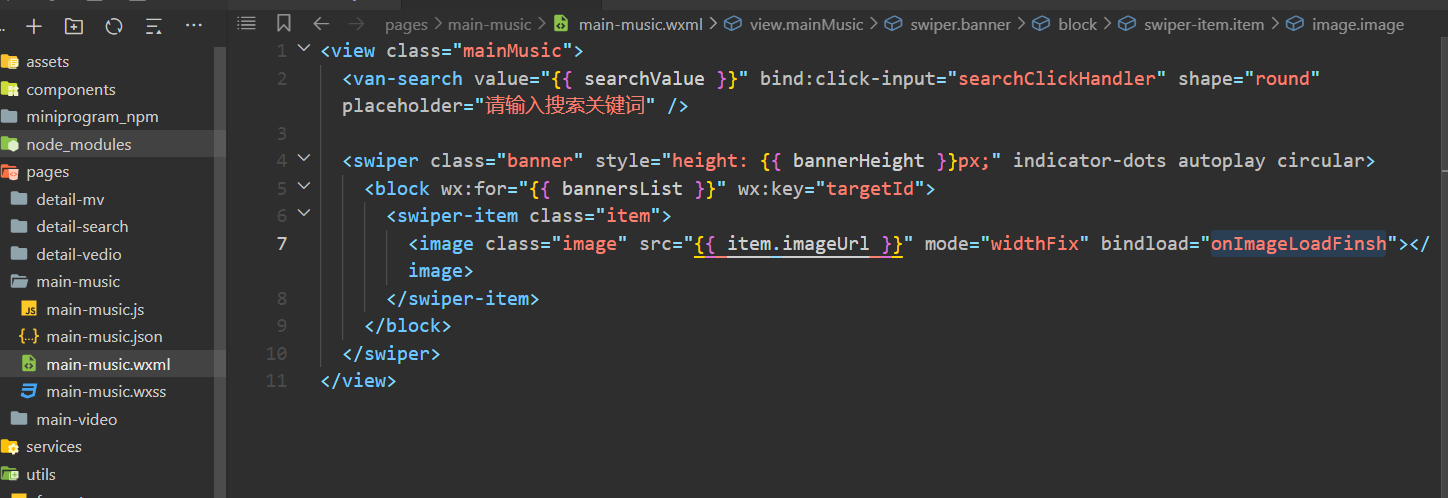 pages > main-music > main-music.wxml > view.mainMusic > swiper.banner > block > swiper-item.item > image.image
assets
components
miniprogram_npm
node_modules
pages
detail-mv
detail-search
detail-vedio
main-music
JS main-music.js
{..} main-music.json
main-music.wxml
main-music.wxss
main-video
services
utils
1 <view class="mainMusic">
2 <van-search value="{{ searchValue }}" bind:click-input="searchClickHandler" shape="round"
placeholder="请输入搜索关键词" />
3
4 <swiper class="banner" style="height: {{ bannerHeight }}px;" indicator-dots autoplay circular>
5 <block wx:for="{{ bannersList }}" wx:key="targetId">
6 <swiper-item class="item">
7 <image class="image" src="{{ item.imageUrl }}" mode="widthFix" bindload="onImageLoadFinsh"></
image>
8 </swiper-item>
9 </block>
10 </swiper>
11 </view>